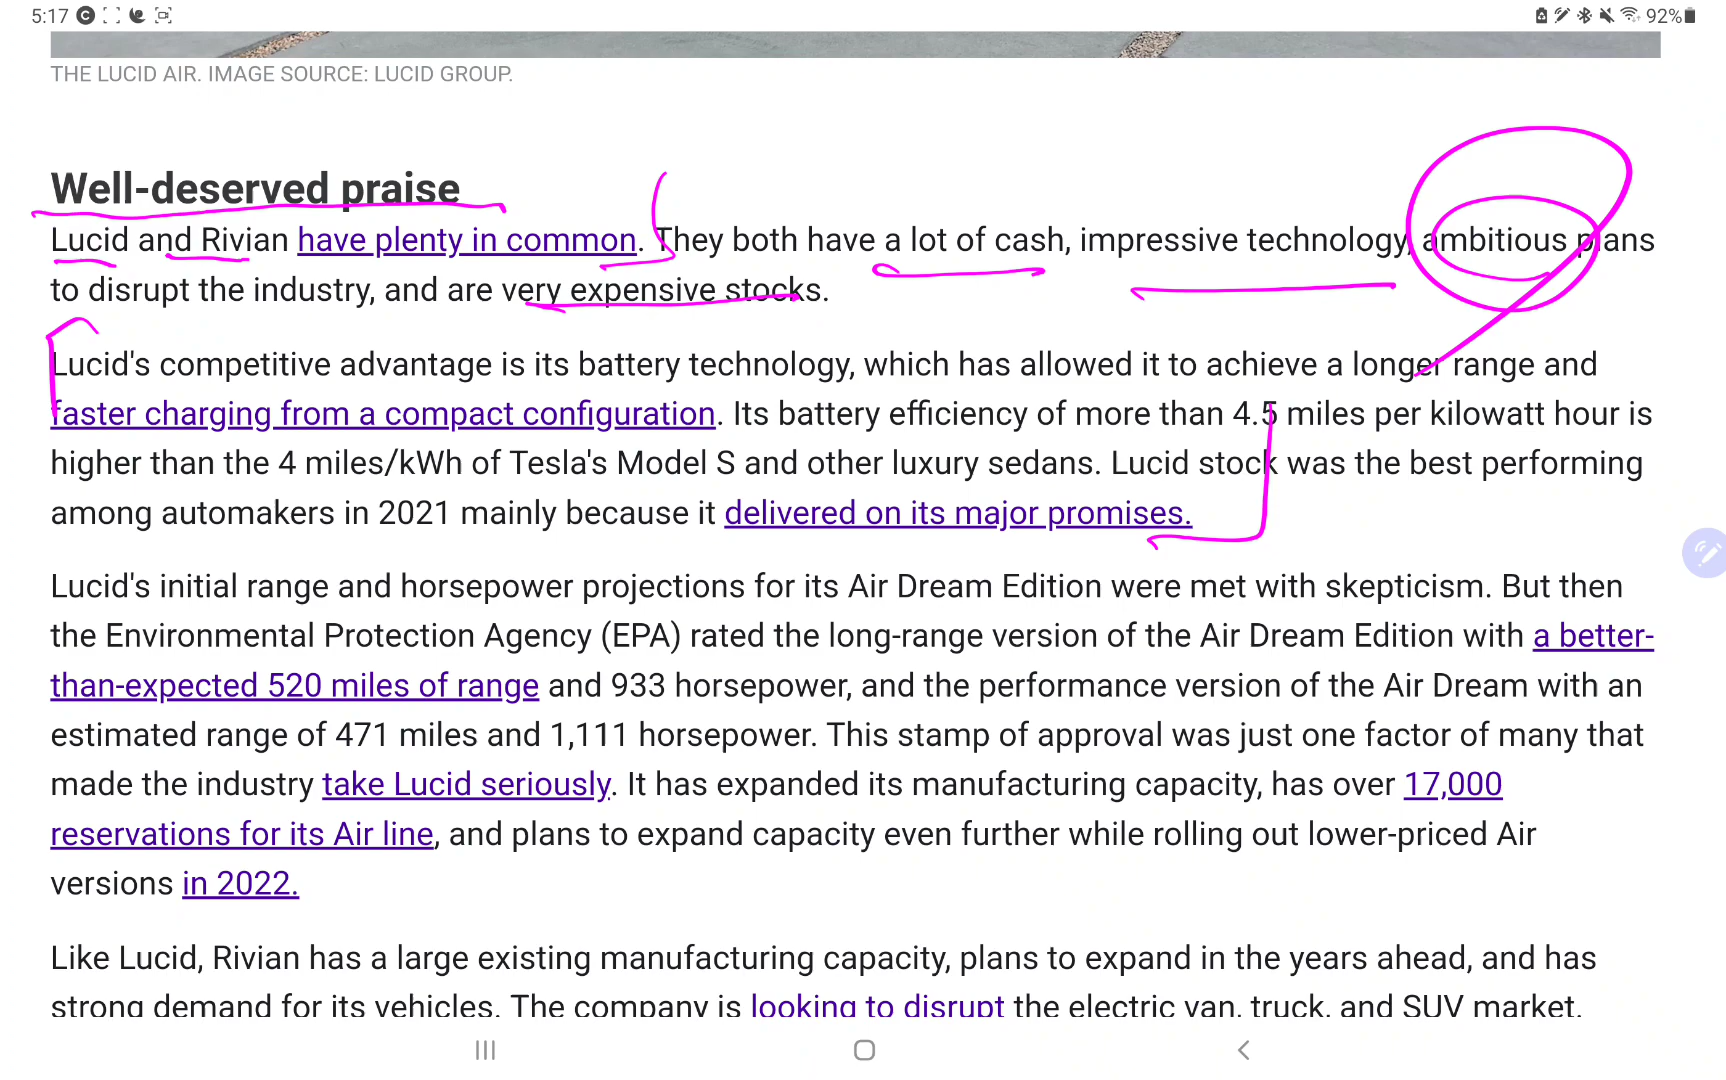 5:17
92%
THE LUCID AIR. IMAGE SOURCE: LUCID GROUP.
Well-deserved praise
Lucid and Rivian have plenty in common. They both have a lot of cash, impressive technology, ambitious plans
to disrupt the industry, and are very expensive stocks.
Lucid's competitive advantage is its battery technology, which has allowed it to achieve a longer range and
faster charging from a compact configuration. Its battery efficiency of more than 4.5 miles per kilowatt hour is
higher than the 4 miles/kWh of Tesla's Model S and other luxury sedans. Lucid stock was the best performing
among automakers in 2021 mainly because it delivered on its major promises.
Lucid's initial range and horsepower projections for its Air Dream Edition were met with skepticism. But then
the Environmental Protection Agency (EPA) rated the long-range version of the Air Dream Edition with a better-
than-expected 520 miles of range and 933 horsepower, and the performance version of the Air Dream with an
estimated range of 471 miles and 1,111 horsepower. This stamp of approval was just one factor of many that
made the industry take Lucid seriously. It has expanded its manufacturing capacity, has over 17,000
reservations for its Air line, and plans to expand capacity even further while rolling out lower-priced Air
versions in 2022.
Like Lucid, Rivian has a large existing manufacturing capacity, plans to expand in the years ahead, and has
strong demand for its vehicles. The company is looking to disrupt the electric van, truck, and SUV market.